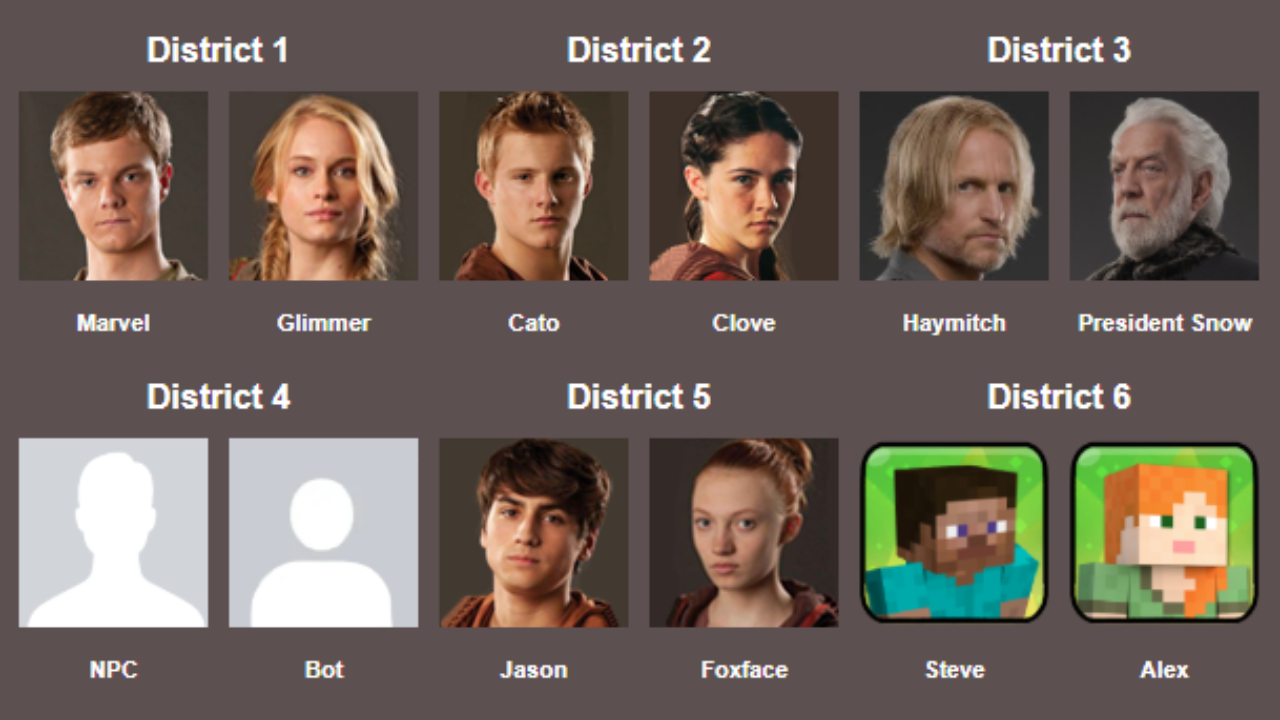 District 1 District 2 District 3
Marvel Glimmer Cato Clove Haymitch President Snow
District 4 District 5 District 6
NPC Bot Jason Foxface Steve Alex